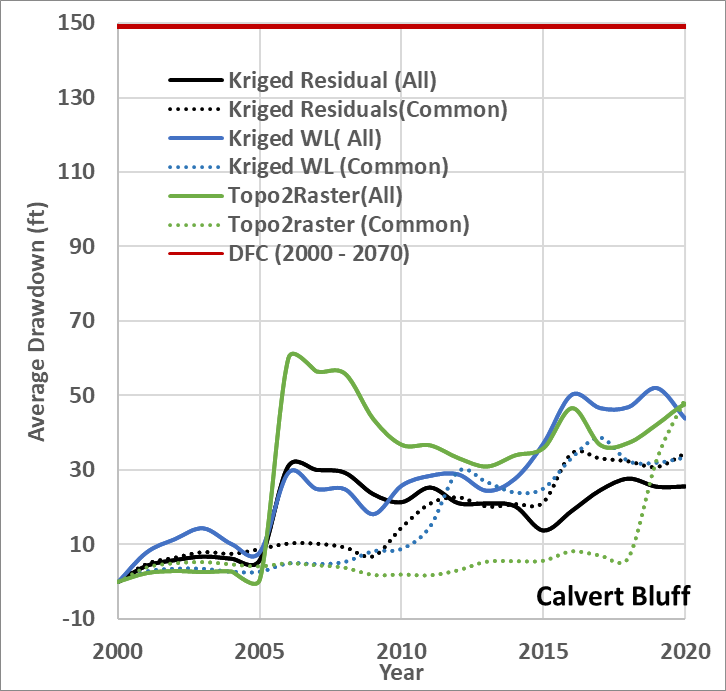 150
130
110
90
70
50
30
10
-10
Average Drawdown (ft)
Kriged Residual (All)
Kriged Residuals(Common)
Kriged WL( All)
Kriged WL (Common)
Topo2Raster(All)
Topo2raster (Common)
DFC (2000 - 2070)
Calvert Bluff
2000 2005 2010 2015 2020
Year